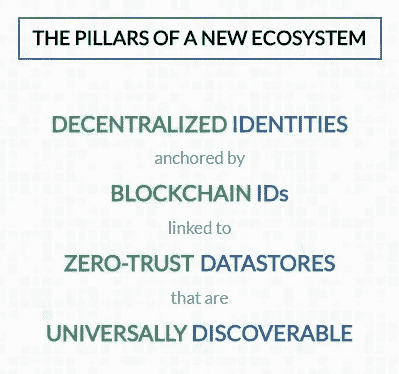 THE PILLARS OF A NEW ECOSYSTEM
DECENTRALIZED IDENTITIES
anchored by
BLOCKCHAIN IDs
linked to
ZERO-TRUST DATASTORES
that are
UNIVERSALLY DISCOVERABLE